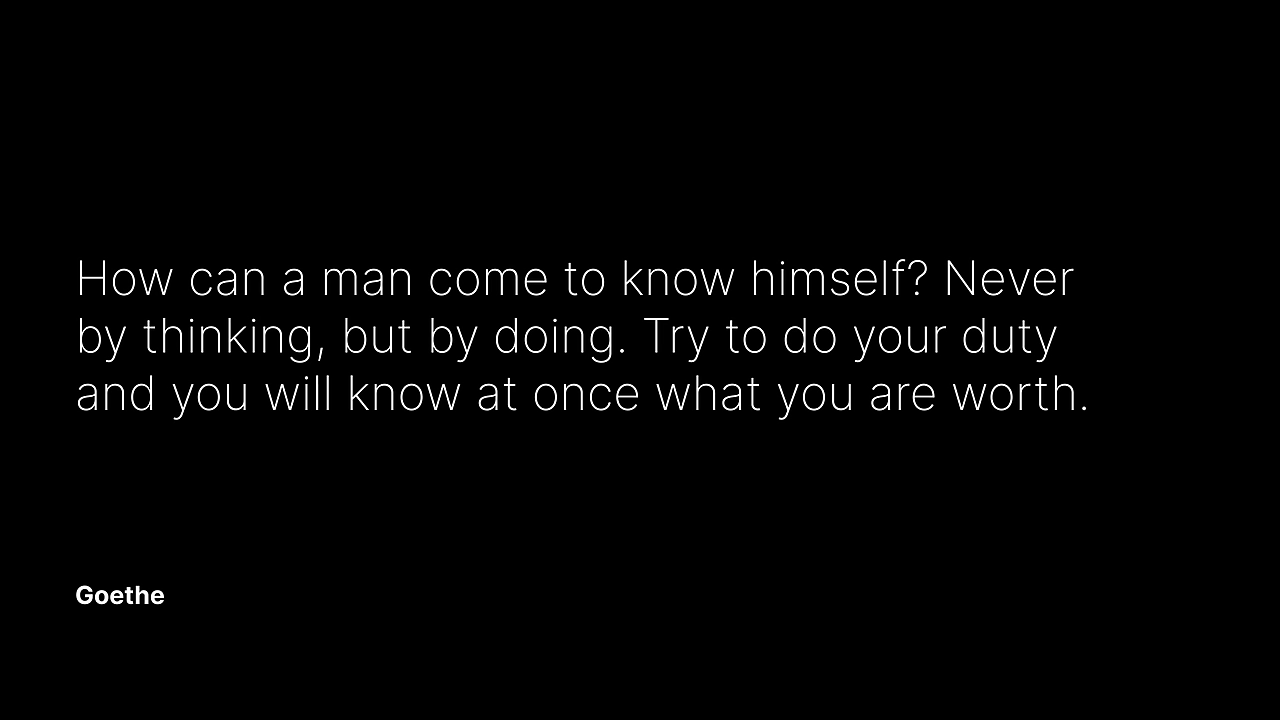 How can a man come to know himself? Never
by thinking, but by doing. Try to do your duty
and you will know at once what you are worth.
Goethe